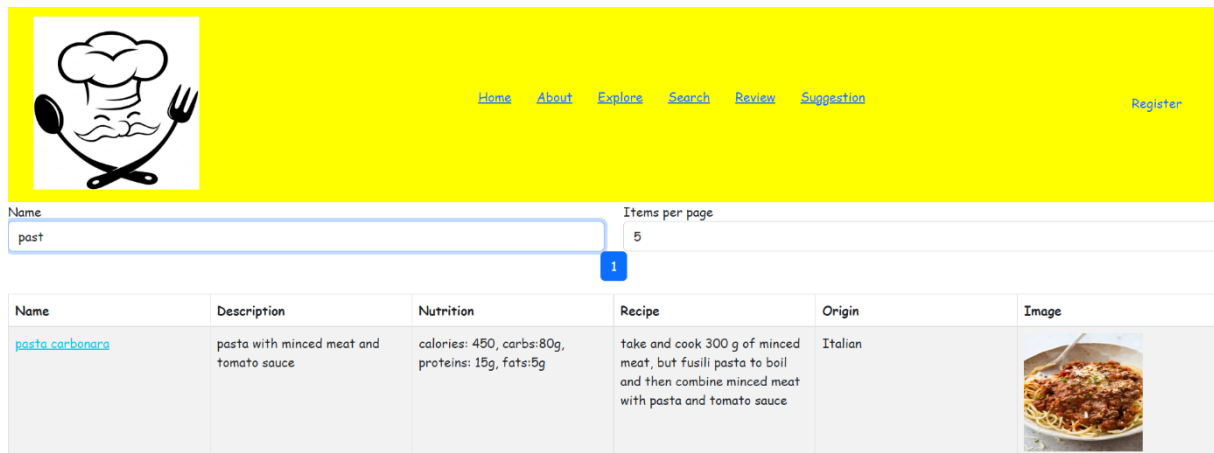 Home About Explore Search Review Suggestion
Register
Name
Items per page
past
5
1
Name Description Nutrition Recipe Origin Image
pasta carbonara
pasta with minced meat and
tomato sauce
calories: 450, carbs:80g,
proteins: 15g, fats:5g
take and cook 300 g of minced
meat, but fusili pasta to boil
and then combine minced meat
with pasta and tomato sauce
Italian